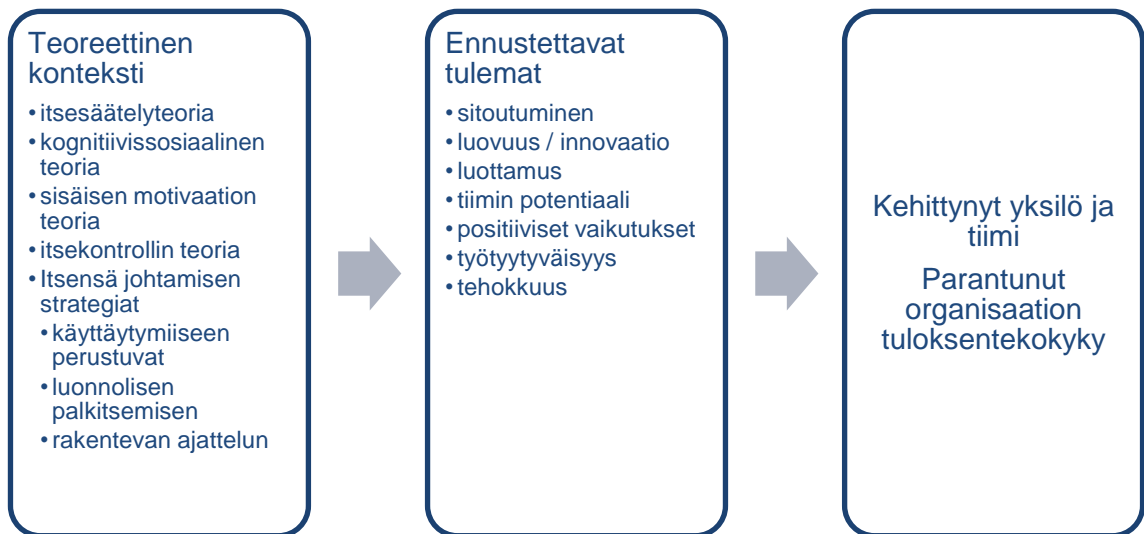 Teoreettinen
konteksti
• itsesäätelyteoria
• kognitiivissosiaalinen
teoria
• sisäisen motivaation
teoria
• itsekontrollin teoria
• Itsensä johtamisen
strategiat
• käyttäytymiiseen
perustuvat
• luonnolisen
palkitsemisen
• rakentevan ajattelun
Ennustettavat
tulemat
• sitoutuminen
• luovuus / innovaatio
• luottamus
• tiimin potentiaali
• positiiviset vaikutukset
• työtyytyväisyys
• tehokkuus
Kehittynyt yksilö ja
tiimi
Parantunut
organisaation
tuloksentekokyky